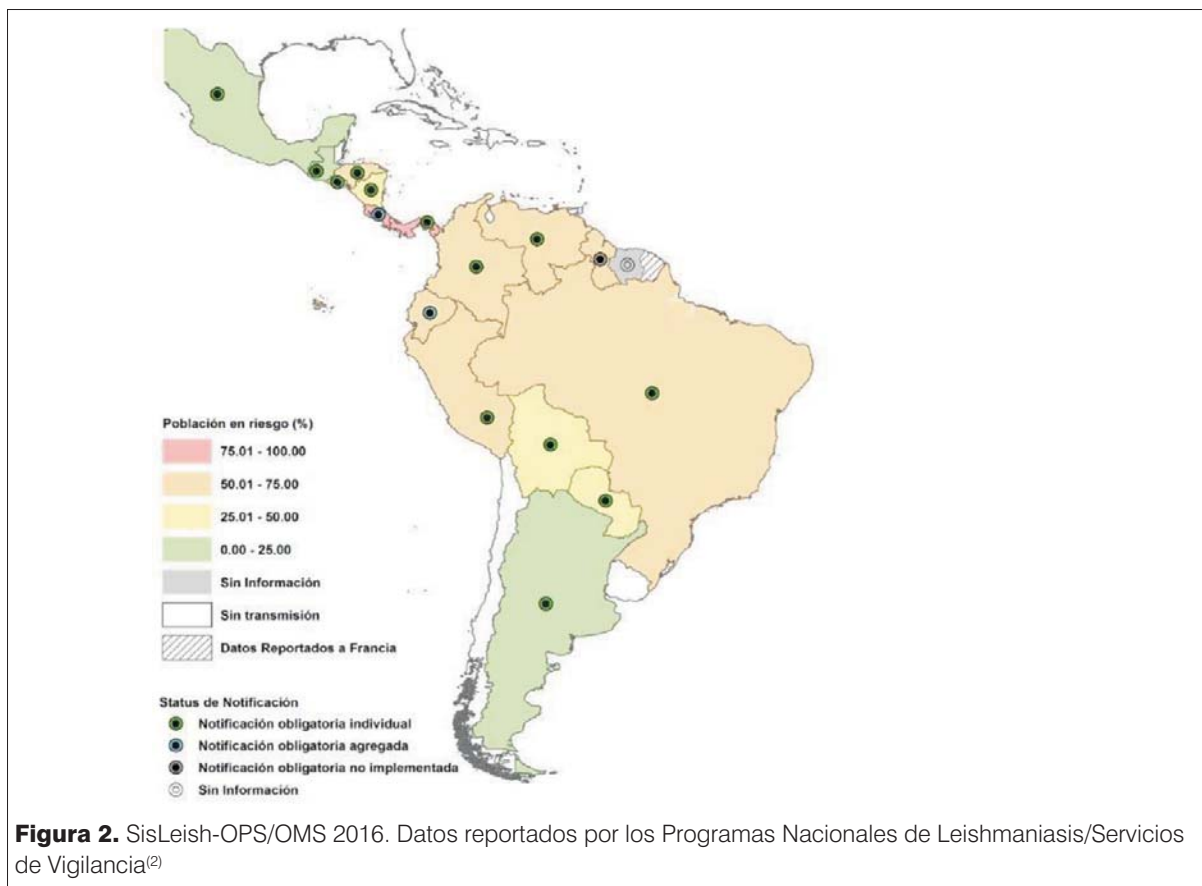 Población en riesgo (%)
75.01 - 100.00
50.01 - 75.00
25.01 - 50.00
0.00 - 25.00
Sin Información
Sin transmisión
Datos Reportados a Francia
Status de Notificación
Notificación obligatoria individual
Notificación obligatoria agregada
Notificación obligatoria no implementada
Sin Información
Figura 2. SisLeish-OPS/OMS 2016. Datos reportados por los Programas Nacionales de Leishmaniasis/Servicios
de Vigilancia(2)